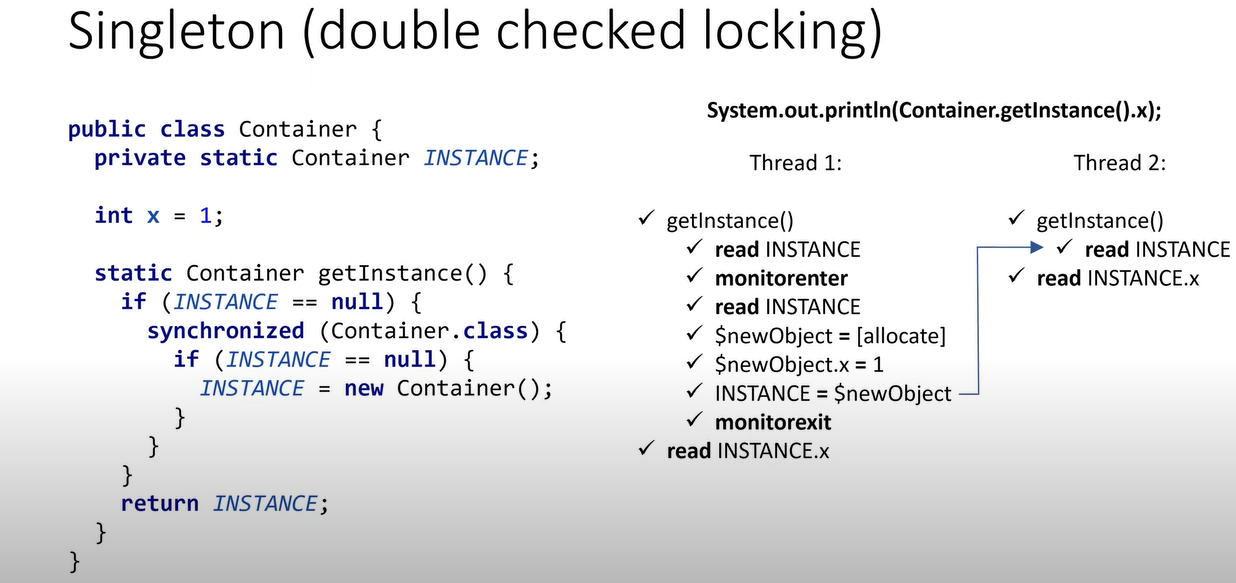 Singleton (double checked locking)
public class Container {
private static Container INSTANCE;
int x = 1;
static Container getInstance() {
if (INSTANCE == null) {
synchronized (Container.class) {
if (INSTANCE == null) {
INSTANCE = new Container();
}
}
}
return INSTANCE;
}
}
System.out.println(Container.getInstance().x);
Thread 1:
✓ getInstance()
✓ read INSTANCE
✓ monitorenter
✓ read INSTANCE
✓ $newObject = [allocate]
✓ $newObject.x = 1
✓ INSTANCE = $newObject
✓ monitorexit
✓ read INSTANCE.x
Thread 2:
✓ getInstance()
✓ read INSTANCE
✓ read INSTANCE.x